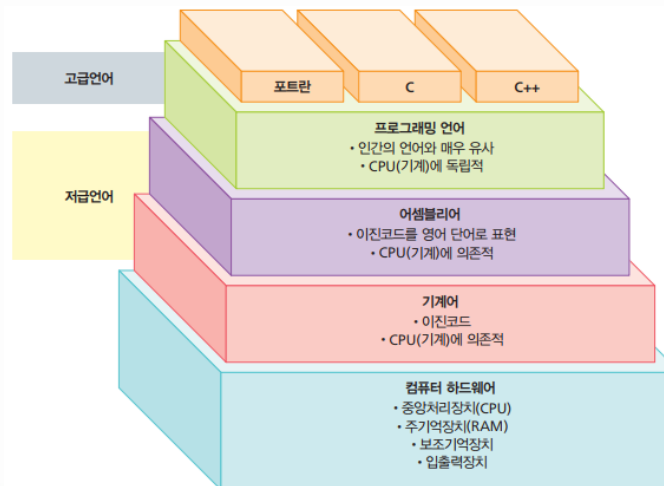 고급언어
포트란
C
C++
프로그래밍 언어
• 인간의 언어와 매우 유사
• CPU(기계)에 독립적
저급언어
어셈블리어
• 이진코드를 영어 단어로 표현
• CPU(기계)에 의존적
기계어
• 이진코드
• CPU(기계)에 의존적
컴퓨터 하드웨어
• 중앙처리장치(CPU)
• 주기억장치(RAM)
• 보조기억장치
• 입출력장치